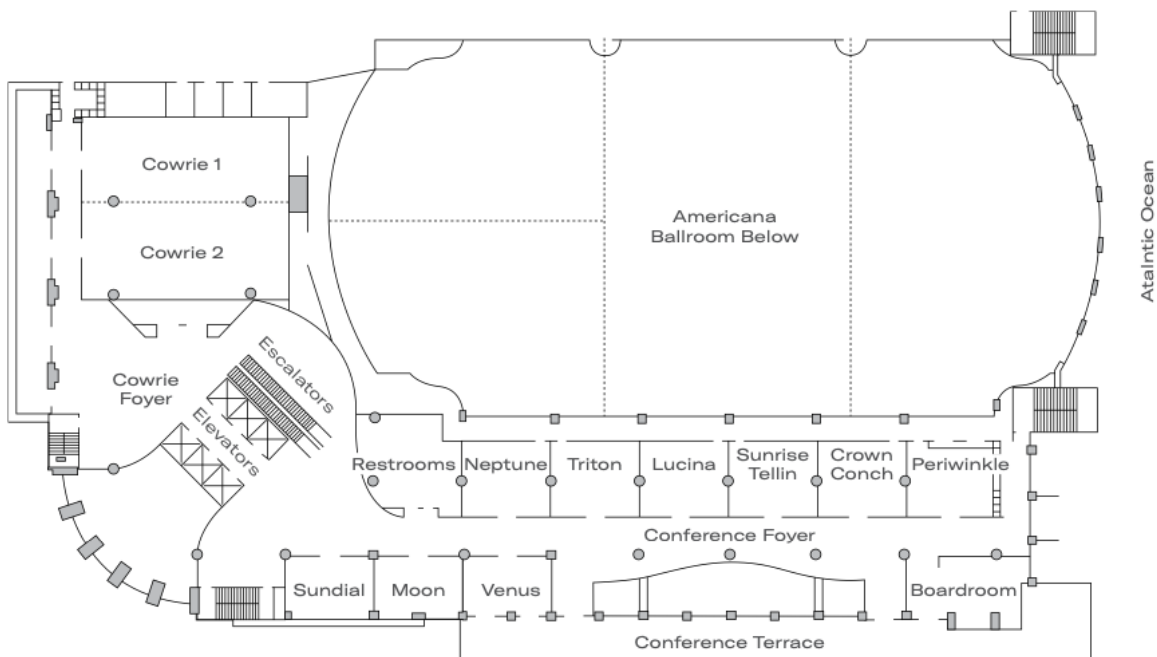 Cowrie 1
Cowrie 2
Americana
Ballroom Below
Atalntic Ocean
Cowrie
Foyer
Escalators
Elevators
Restrooms
Neptune
Triton
Lucina
Sunrise
Tellin
Crown
Conch
Periwinkle
Conference Foyer
Sundial
Moon
Venus
Boardroom
Conference Terrace